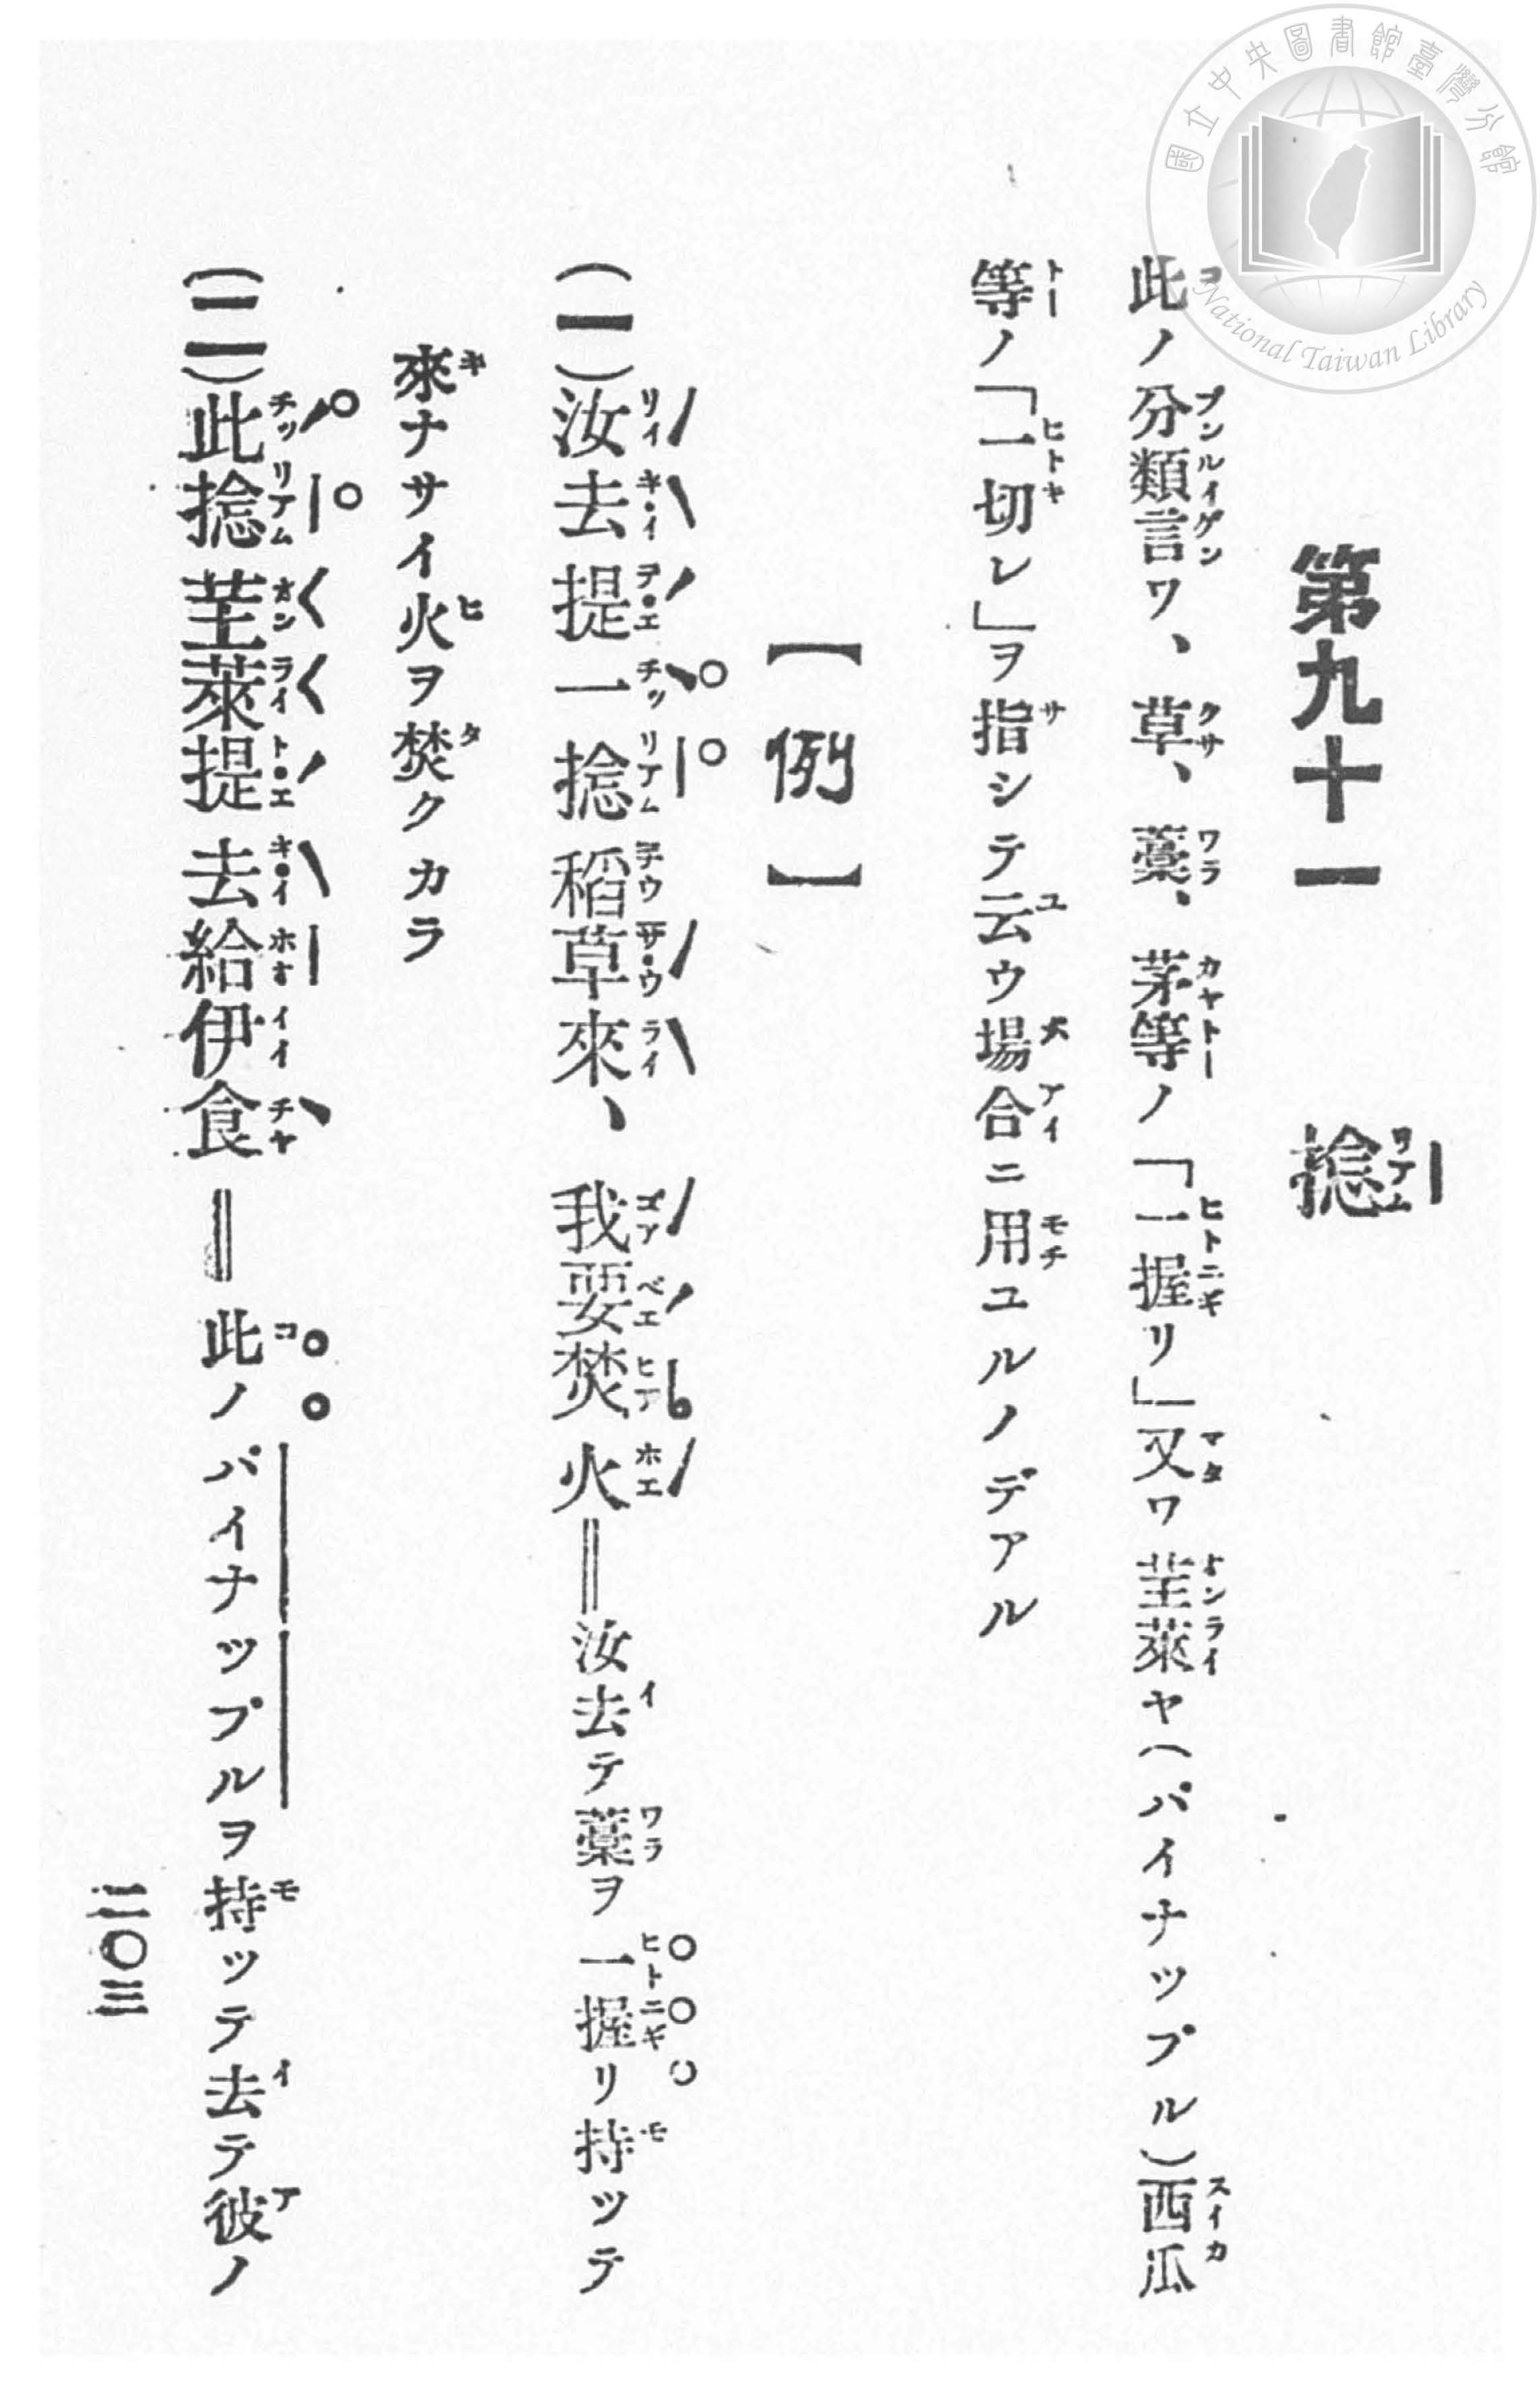 第九十一 捻
此ノ分類言ワ、草、藁、茅等ノ「一握リ」又ワ䒰萊ヤ(パイナップル)西瓜
等ノ「一切レ」ヲ指シテ云ウ場合ニ用ユルノデアル
【例】
(一)汝去提一捻稻草來、我要焚火＝汝去テ藁ヲ一握リ持ッテ
來ナサイ火ヲ焚クカラ
(二)此捻䒰萊提去給伊食＝此ノパイナップルヲ持ッテ去テ彼ノ
二〇三
國立中央圖書館臺灣分館
National Taiwan Library